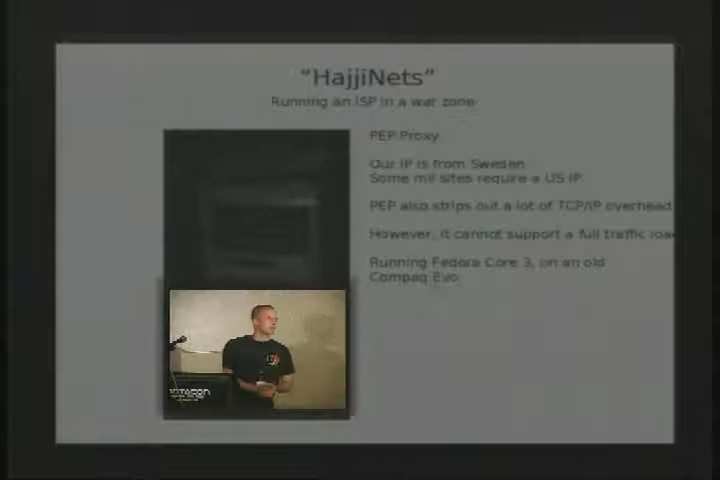 “HajjiNets”
Running an ISP in a war zone
PEP Proxy
Our IP is from Sweden
Some mil sites require a US IP.
PEP also strips out a lot of TCP/IP overhead
However, it cannot support a full traffic loa
Running Fedora Core 3, on an old
Compaq Evo